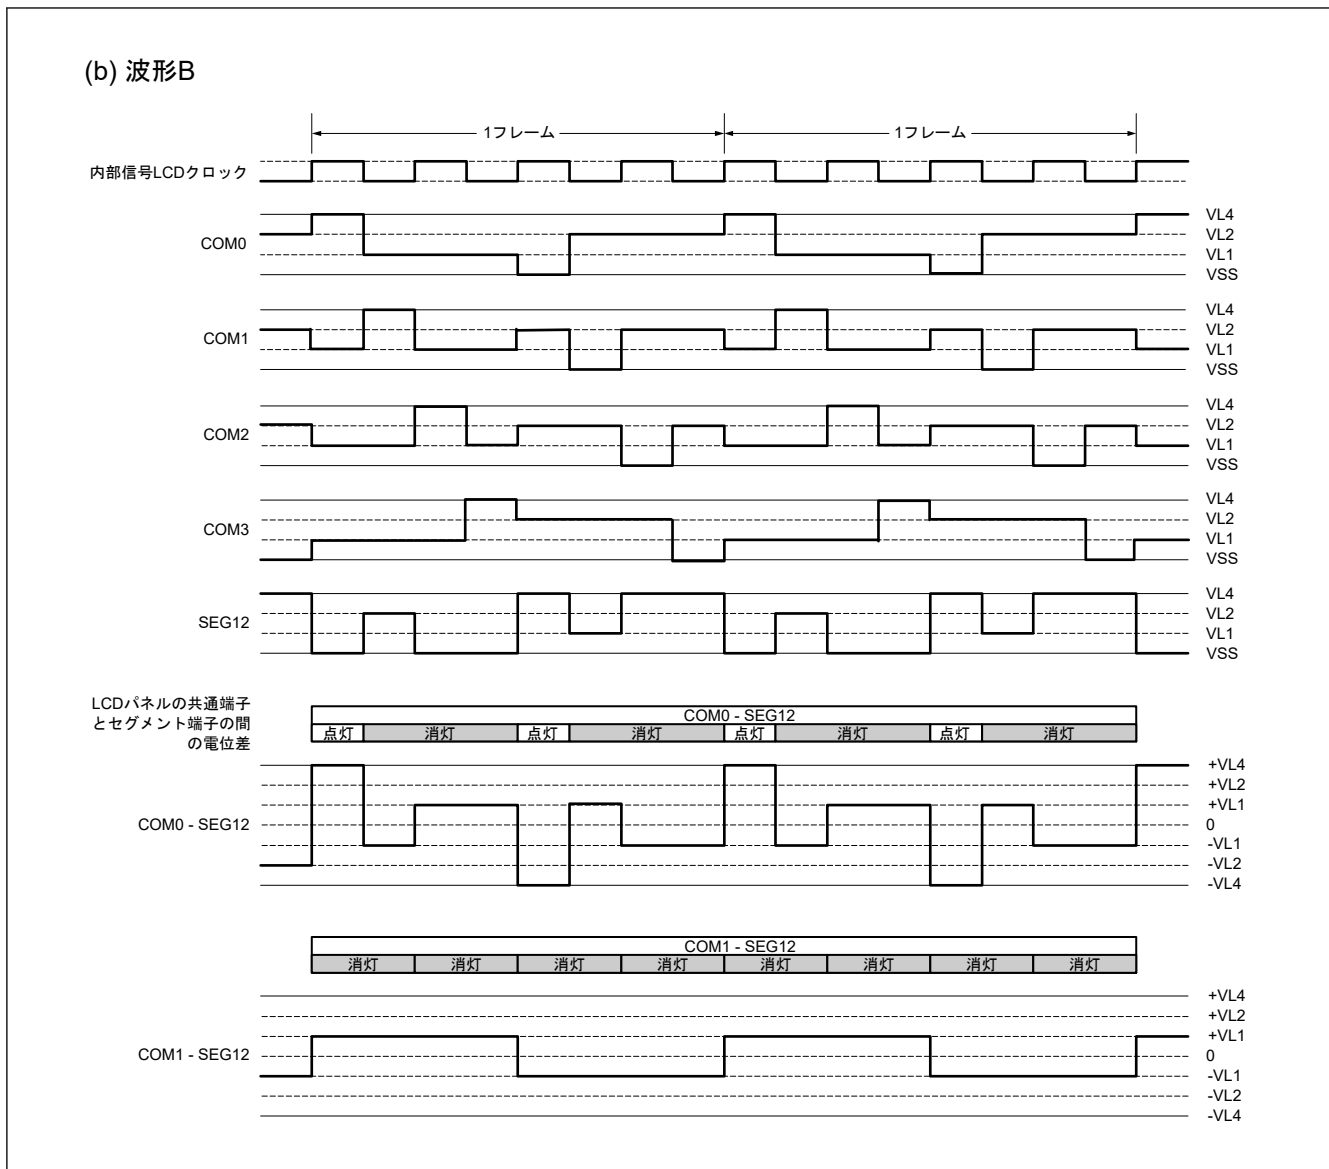 (b) 波形B
1フレーム 1フレーム
内部信号LCDクロック
VL4
COM0 VL2
VL1
VSS
VL4
COM1 VL2
VL1
VSS
VL4
COM2 VL2
VL1
VSS
VL4
COM3 VL2
VL1
VSS
VL4
SEG12 VL2
VL1
VSS
LCDパネルの共通端子
とセグメント端子の間
の電位差
COM0 - SEG12
点灯 消灯 点灯 消灯 点灯 消灯 点灯 消灯
+VL4
+VL2
+VL1
COM0 - SEG12 0
-VL1
-VL2
-VL4
COM1 - SEG12
消灯 消灯 消灯 消灯 消灯 消灯 消灯 消灯
+VL4
+VL2
+VL1
COM1 - SEG12 0
-VL1
-VL2
-VL4